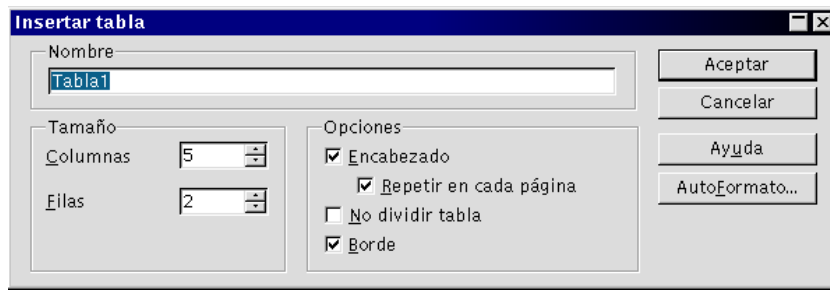 Insertar tabla
Nombre
Tabla1
Aceptar
Cancelar
Tamaño
Columnas 5
Filas 2
Opciones
Encabezado
Repetir en cada página
No dividir tabla
Borde
Ayuda
AutoFormato...